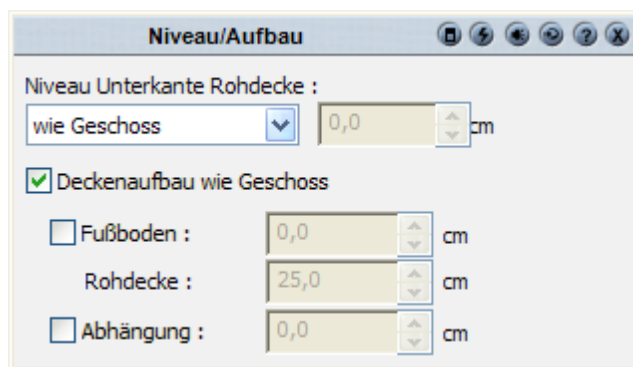 Niveau/Aufbau
Niveau Unterkante Rohdecke :
wie Geschoss 0,0 cm
Deckenaufbau wie Geschoss
Fußboden : 0,0 cm
Rohdecke : 25,0 cm
Abhängung : 0,0 cm